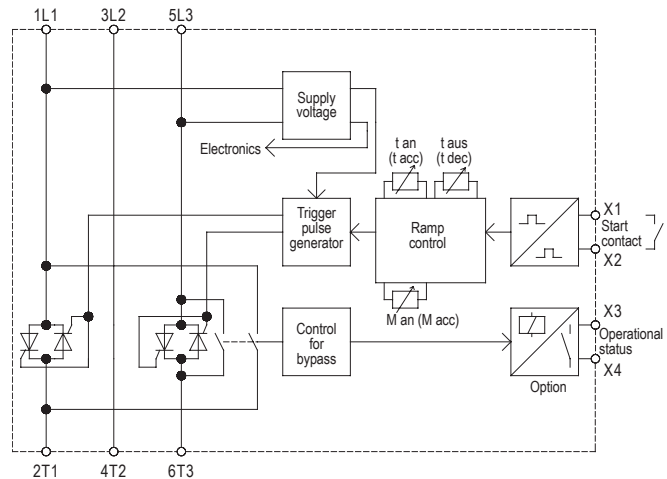 1L1 3L2 5L3
Supply
voltage
Electronics
t an
(t acc)
t aus
(t dec)
Trigger
pulse
generator
Ramp
control
X1
Start
contact
X2
M an (M acc)
Control
for
bypass
X3
Operational
status
X4
Option
2T1 4T2 6T3